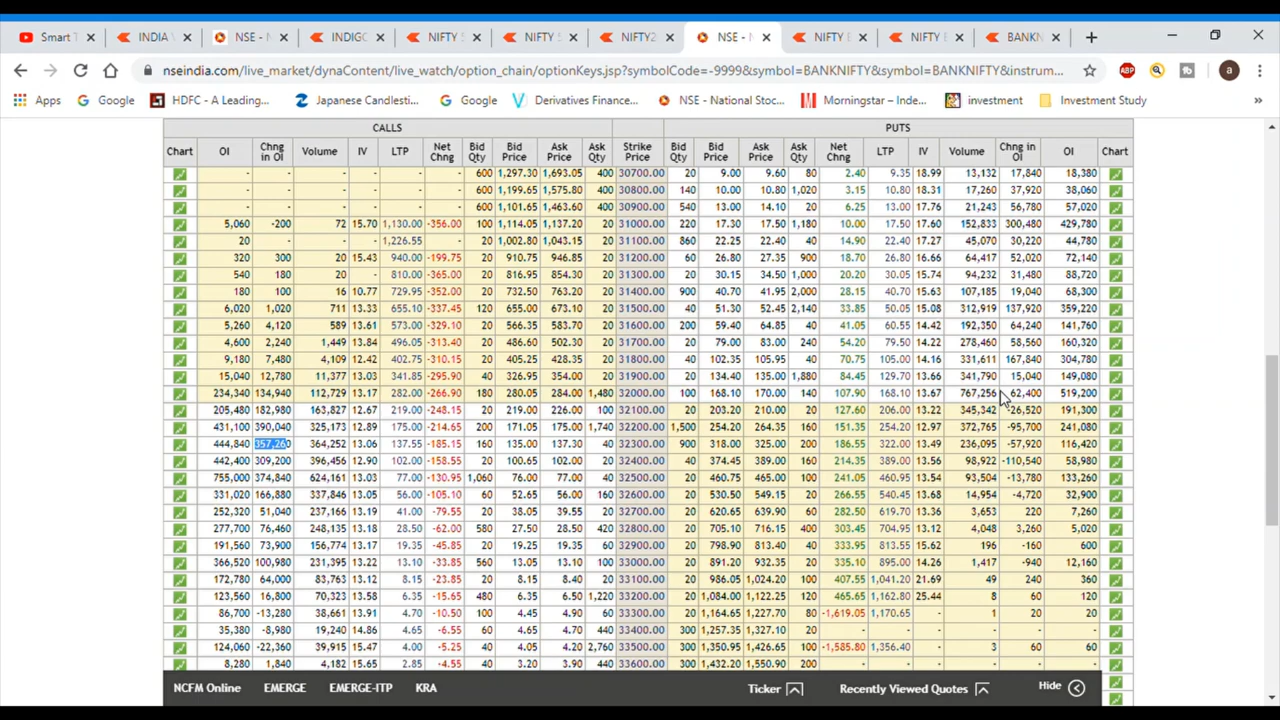 Smart T
INDIA V
NSE - N
INDIGO
NIFTY 5
NIFTY 5
NIFTY2
NSE - N
NIFTY B
NIFTY B
BANKN
nseindia.com/live_market/dynaContent/live_watch/option_chain/optionKeys.jsp?symbolCode=-9999&symbol=BANKNIFTY&symbol=BANKNIFTY&instrum...
ABP
a
Apps Google HDFC - A Leading... Japanese Candlesti... Google Derivatives Finance... NSE - National Stoc... Morningstar – Inde... investment Investment Study
CALLS PUTS
Chart OI Chng in OI Volume IV LTP Net Chng Bid Qty Bid Price Ask Price Ask Qty Strike Price Bid Qty Bid Price Ask Price Ask Qty Net Chng LTP IV Volume Chng in OI OI Chart
- - - - - - 600 1,297.30 1,693.05 400 30700.00 20 9.00 9.60 80 2.40 9.35 18.99 13,132 17,840 18,380
- - - - - - 600 1,199.65 1,575.80 400 30800.00 140 10.00 10.80 1,020 3.15 10.80 18.31 17,260 37,920 38,060
- - - - - - 600 1,101.65 1,463.60 400 30900.00 540 13.00 14.10 20 6.25 13.00 17.76 21,243 56,780 57,020
5,060 -200 72 15.70 1,130.00 -356.00 100 1,114.05 1,137.20 20 31000.00 220 17.30 17.50 1,180 10.00 17.50 17.60 152,833 300,480 429,780
20 - - - 1,226.55 - 20 1,002.80 1,043.15 20 31100.00 860 22.25 22.40 40 14.90 22.40 17.27 45,070 30,220 44,780
320 300 20 15.43 940.00 -199.75 20 910.75 946.85 20 31200.00 60 26.80 27.35 900 18.70 26.80 16.66 64,417 52,020 72,140
540 180 20 - 810.00 -365.00 20 816.95 854.30 20 31300.00 20 30.15 34.50 1,000 20.20 30.05 15.74 94,232 31,480 88,720
180 100 16 10.77 729.95 -352.00 20 732.50 763.20 20 31400.00 900 40.70 41.95 2,000 28.15 40.70 15.63 107,185 19,040 68,300
6,020 1,020 711 13.33 655.10 -337.45 120 655.00 673.10 20 31500.00 40 51.30 52.45 2,140 33.85 50.05 15.08 312,919 137,920 359,220
5,260 4,120 589 13.61 573.00 -329.10 20 566.35 583.70 20 31600.00 200 59.40 64.85 40 41.05 60.55 14.42 192,350 64,240 141,760
4,600 2,240 1,449 13.84 496.05 -313.40 20 486.60 502.30 20 31700.00 20 79.00 83.00 240 54.20 79.50 14.22 278,460 58,560 160,320
9,180 7,480 4,109 12.42 402.75 -310.15 20 405.25 428.35 20 31800.00 40 102.35 105.95 40 70.75 105.00 14.16 331,611 167,840 304,780
15,040 12,780 11,377 13.03 341.85 -295.90 40 326.95 354.00 20 31900.00 20 134.40 135.00 1,880 84.45 129.70 13.66 341,790 15,040 149,080
234,340 134,940 112,729 13.17 282.00 -266.90 180 280.05 284.00 1,480 32000.00 100 168.10 170.00 140 107.90 168.10 13.67 767,256 62,400 519,200
205,480 182,980 163,827 12.67 219.00 -248.15 20 219.00 226.00 100 32100.00 20 203.20 210.00 20 127.60 206.00 13.22 345,342 -26,520 191,300
431,100 390,040 325,173 12.89 175.00 -214.65 20 171.05 175.00 1,740 32200.00 1,500 254.20 264.35 160 151.35 254.20 12.97 372,765 -95,700 241,080
444,840 357,260 364,252 13.06 137.55 -185.15 160 135.00 137.30 40 32300.00 900 318.00 325.00 200 186.55 322.00 13.49 236,095 -57,920 116,420
442,400 309,200 396,456 12.90 102.00 -158.55 20 100.65 102.00 20 32400.00 40 374.45 389.00 160 214.35 389.00 13.56 98,922 -110,540 58,980
755,000 374,840 624,161 13.03 77.00 -130.95 1,060 76.00 77.00 40 32500.00 20 460.75 465.00 100 241.05 460.95 13.54 93,504 -13,780 133,260
331,020 166,880 337,846 13.05 56.00 -105.10 60 52.65 56.00 160 32600.00 20 530.50 549.15 20 266.55 540.45 13.68 14,954 -4,720 32,900
252,320 51,040 237,166 13.19 41.00 -79.55 20 38.05 39.55 20 32700.00 20 620.65 639.90 60 282.50 619.70 13.36 3,653 220 7,260
277,700 76,460 248,135 13.18 28.50 -62.00 580 27.50 28.50 420 32800.00 20 705.10 716.15 400 303.45 704.95 13.12 4,048 3,260 5,020
191,560 73,900 156,774 13.17 19.35 -45.85 20 19.25 19.35 60 32900.00 20 798.90 813.40 40 333.95 813.55 15.62 196 -160 600
366,520 100,980 231,395 13.22 13.10 -33.85 560 13.05 13.10 100 33000.00 20 891.20 932.35 20 335.10 895.00 14.26 1,417 -940 12,160
172,780 64,000 83,763 13.12 8.15 -23.85 20 8.15 8.40 20 33100.00 20 986.05 1,024.20 100 407.55 1,041.20 21.69 49 240 360
123,560 16,800 70,323 13.58 6.35 -15.65 480 6.35 6.50 1,220 33200.00 20 1,084.00 1,122.25 120 465.65 1,162.80 25.44 8 60 120
86,700 -13,280 38,661 13.91 4.70 -10.50 100 4.45 4.90 60 33300.00 20 1,164.65 1,227.70 80 -1,619.05 1,170.65 - 1 20 20
35,380 -8,980 19,240 14.86 4.65 -6.55 60 4.65 4.70 440 33400.00 300 1,257.35 1,327.10 20 - - - - - -
124,060 -22,360 39,915 15.47 4.00 -5.25 40 4.05 4.20 2,760 33500.00 300 1,350.95 1,426.65 100 -1,585.80 1,356.40 - 3 60 60
8,280 1,840 4,182 15.65 2.85 -4.55 40 3.20 3.90 440 33600.00 300 1,432.20 1,550.90 200 - - - - - -
NCFM Online EMERGE EMERGE-ITP KRA Ticker Recently Viewed Quotes Hide